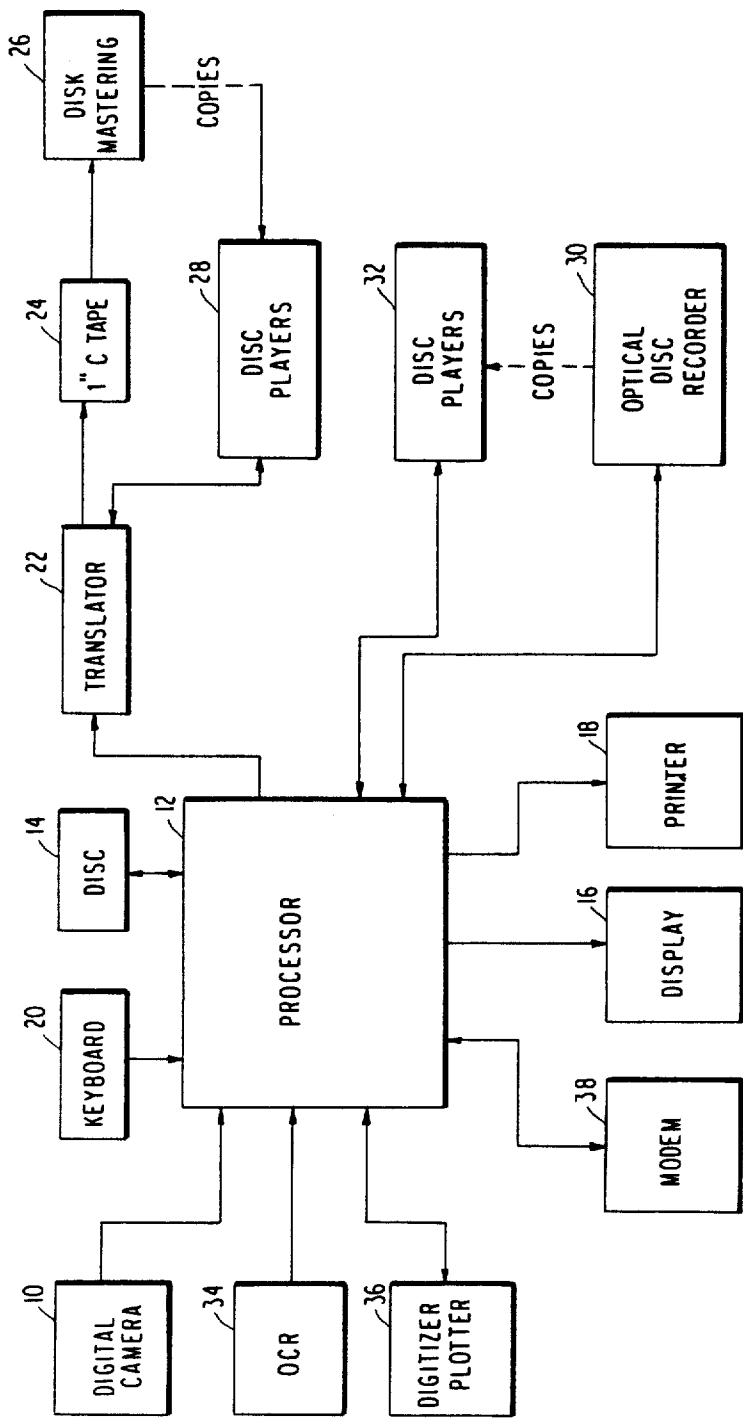 10
DIGITAL
CAMERA
34
OCR
36
DIGITIZER
PLOTTER
20
KEYBOARD
14
DISC
12
PROCESSOR
38
MODEM
16
DISPLAY
18
PRINTER
22
TRANSLATOR
24
1" C TAPE
26
DISK
MASTERING
COPIES
28
DISC
PLAYERS
32
DISC
PLAYERS
COPIES
30
OPTICAL
DISC
RECORDER